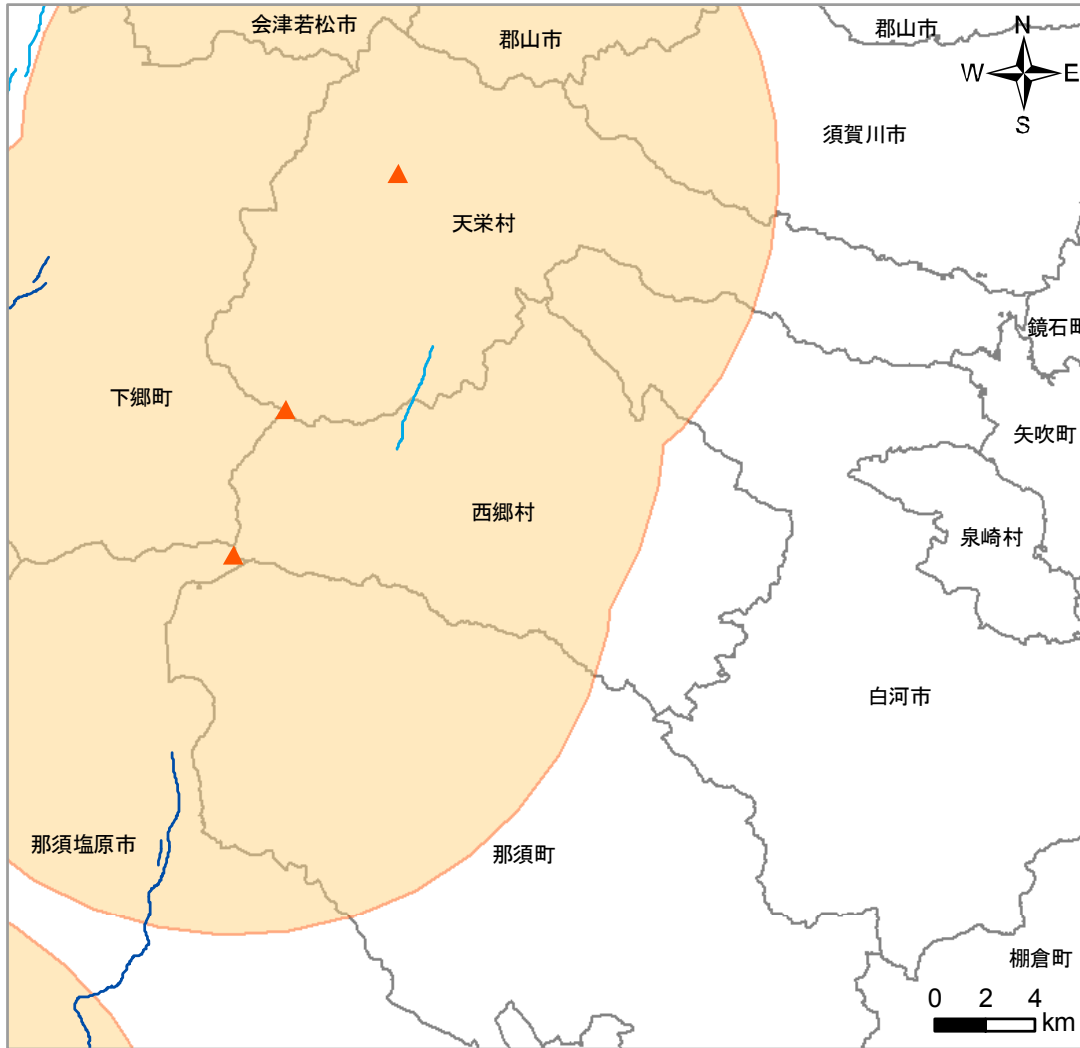 会津若松市
郡山市
郡山市
N
W
E
S
須賀川市
天栄村
鏡石町
下郷町
矢吹町
西郷村
泉崎村
白河市
那須塩原市
那須町
棚倉町
0 2 4
km